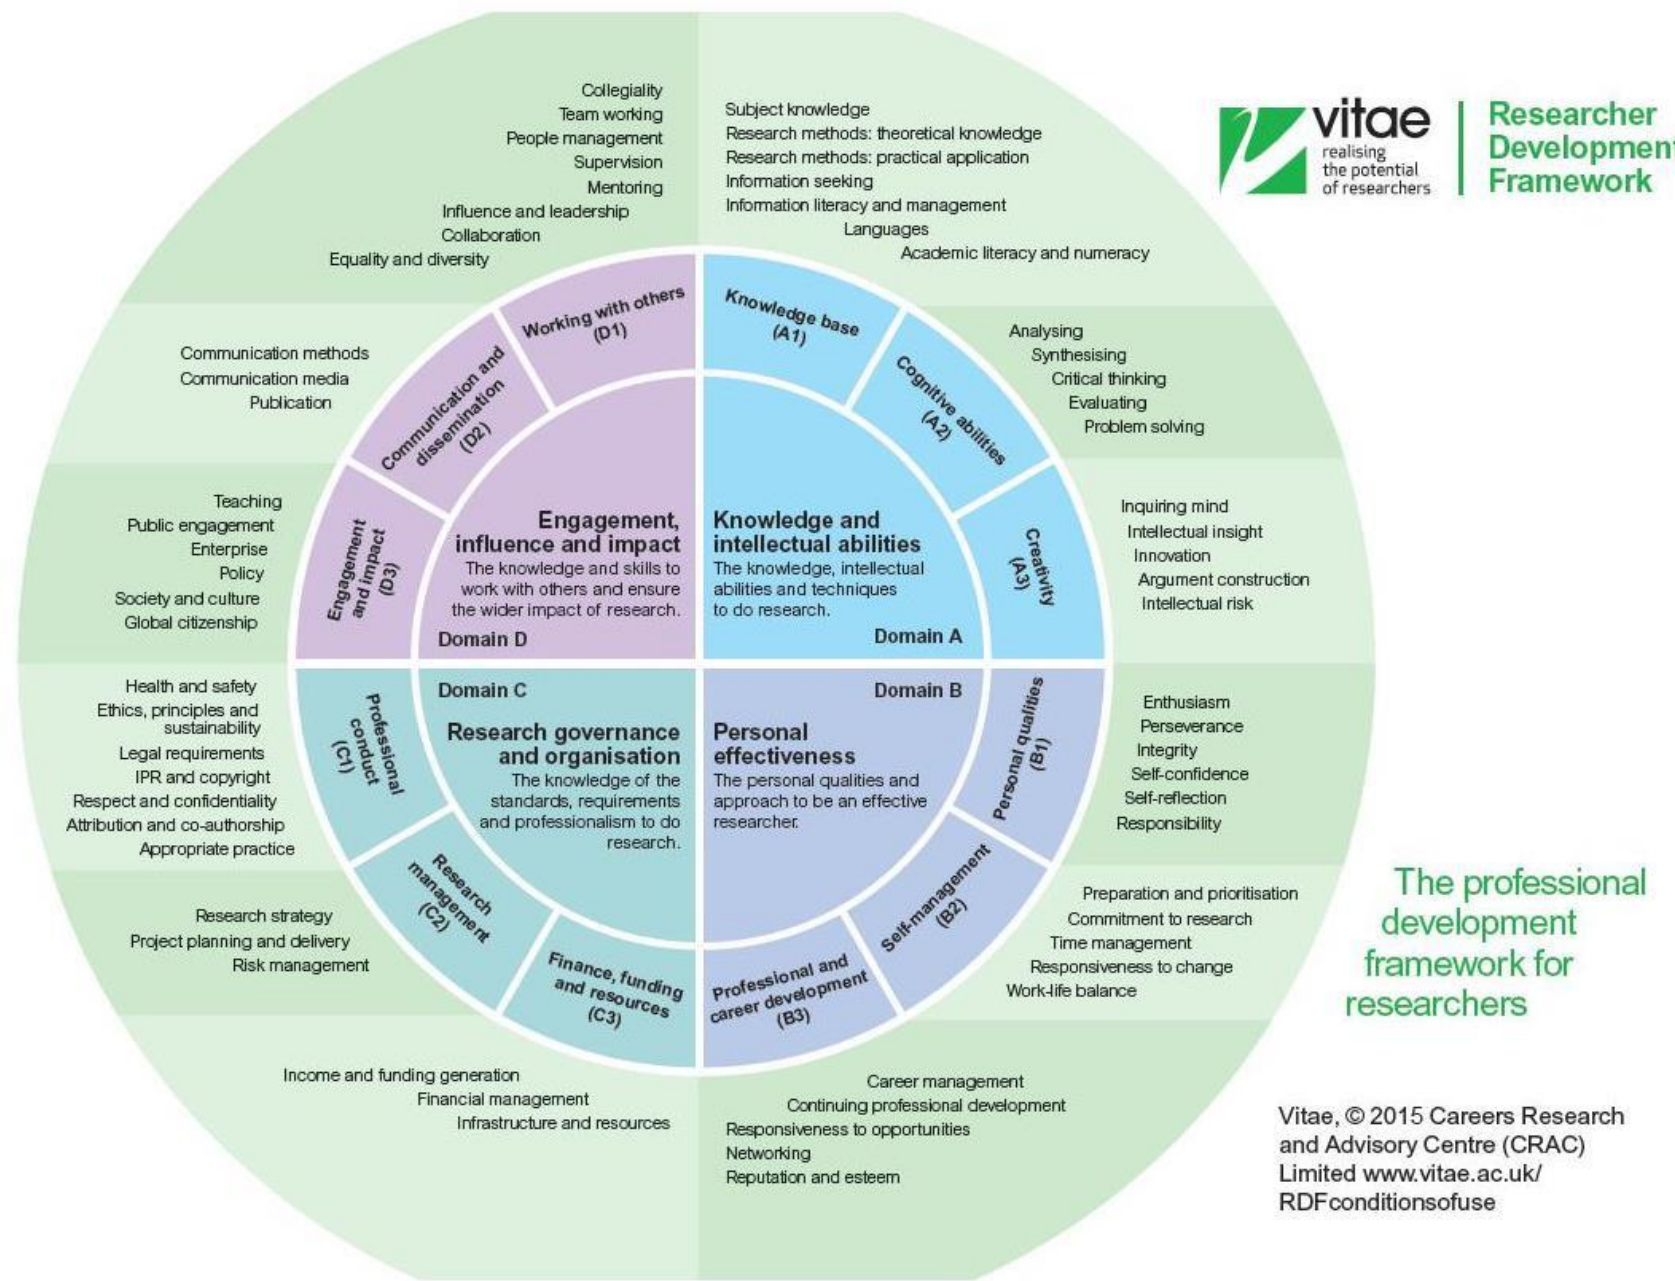 Collegiality
Team working
People management
Supervision
Mentoring
Influence and leadership
Collaboration
Equality and diversity
Subject knowledge
Research methods: theoretical knowledge
Research methods: practical application
Information seeking
Information literacy and management
Languages
Academic literacy and numeracy
vitae
realising
the potential
of researchers
Researcher
Development
Framework
Working with others
(D1)
Knowledge base
(A1)
Communication methods
Communication media
Publication
Communication and
dissemination
(D2)
Cognitive abilities
(A2)
Analysing
Synthesising
Critical thinking
Evaluating
Problem solving
Teaching
Public engagement
Enterprise
Policy
Society and culture
Global citizenship
Engagement
and impact
(D3)
Engagement,
influence and impact
The knowledge and skills to
work with others and ensure
the wider impact of research.
Domain D
Knowledge and
intellectual abilities
The knowledge, intellectual
abilities and techniques
to do research.
Domain A
Creativity
(A3)
Inquiring mind
Intellectual insight
Innovation
Argument construction
Intellectual risk
Health and safety
Ethics, principles and
sustainability
Legal requirements
IPR and copyright
Respect and confidentiality
Attribution and co-authorship
Appropriate practice
Professional
conduct
(C1)
Domain C
Research governance
and organisation
The knowledge of the
standards, requirements
and professionalism to do
research.
Domain B
Personal
effectiveness
The personal qualities and
approach to be an effective
researcher.
Personal qualities
(B1)
Enthusiasm
Perseverance
Integrity
Self-confidence
Self-reflection
Responsibility
Research strategy
Project planning and delivery
Risk management
Research
management
(C2)
Self-management
(B2)
Preparation and prioritisation
Commitment to research
Time management
Responsiveness to change
Work-life balance
Finance, funding
and resources
(C3)
Professional and
career development
(B3)
Income and funding generation
Financial management
Infrastructure and resources
Career management
Continuing professional development
Responsiveness to opportunities
Networking
Reputation and esteem
The professional
development
framework for
researchers
Vitae, © 2015 Careers Research
and Advisory Centre (CRAC)
Limited www.vitae.ac.uk/
RDFconditionsofuse